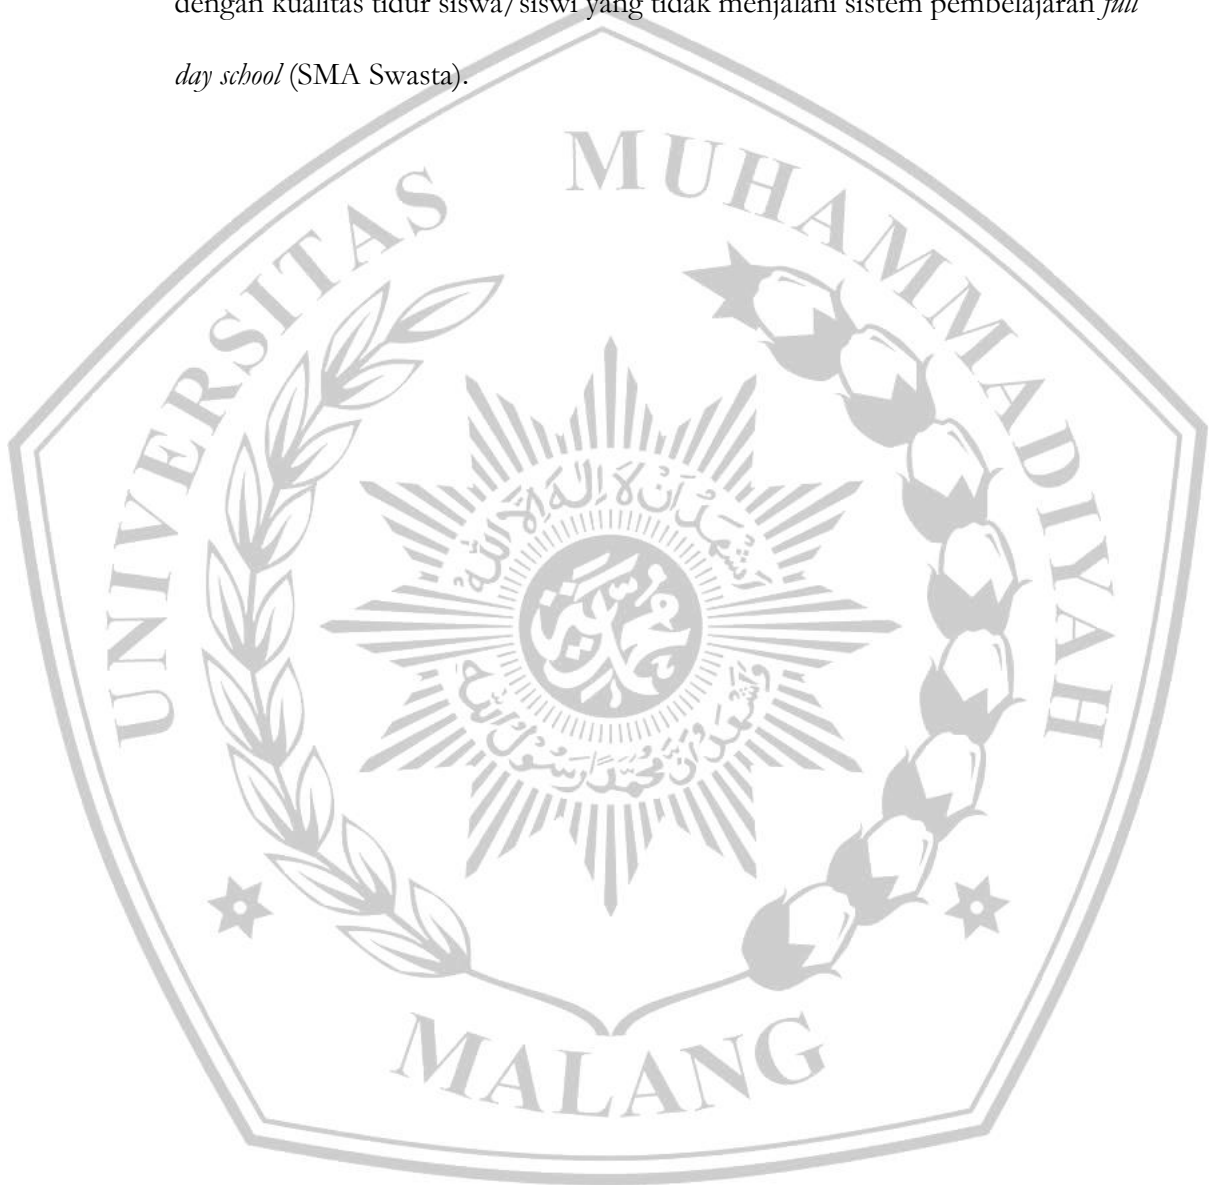 dengan kualitas tidur siswa/siswi yang tidak menjalani sistem pembelajaran full
day school (SMA Swasta).
UNIVERSITAS MUHAMMADIYAH
MALANG